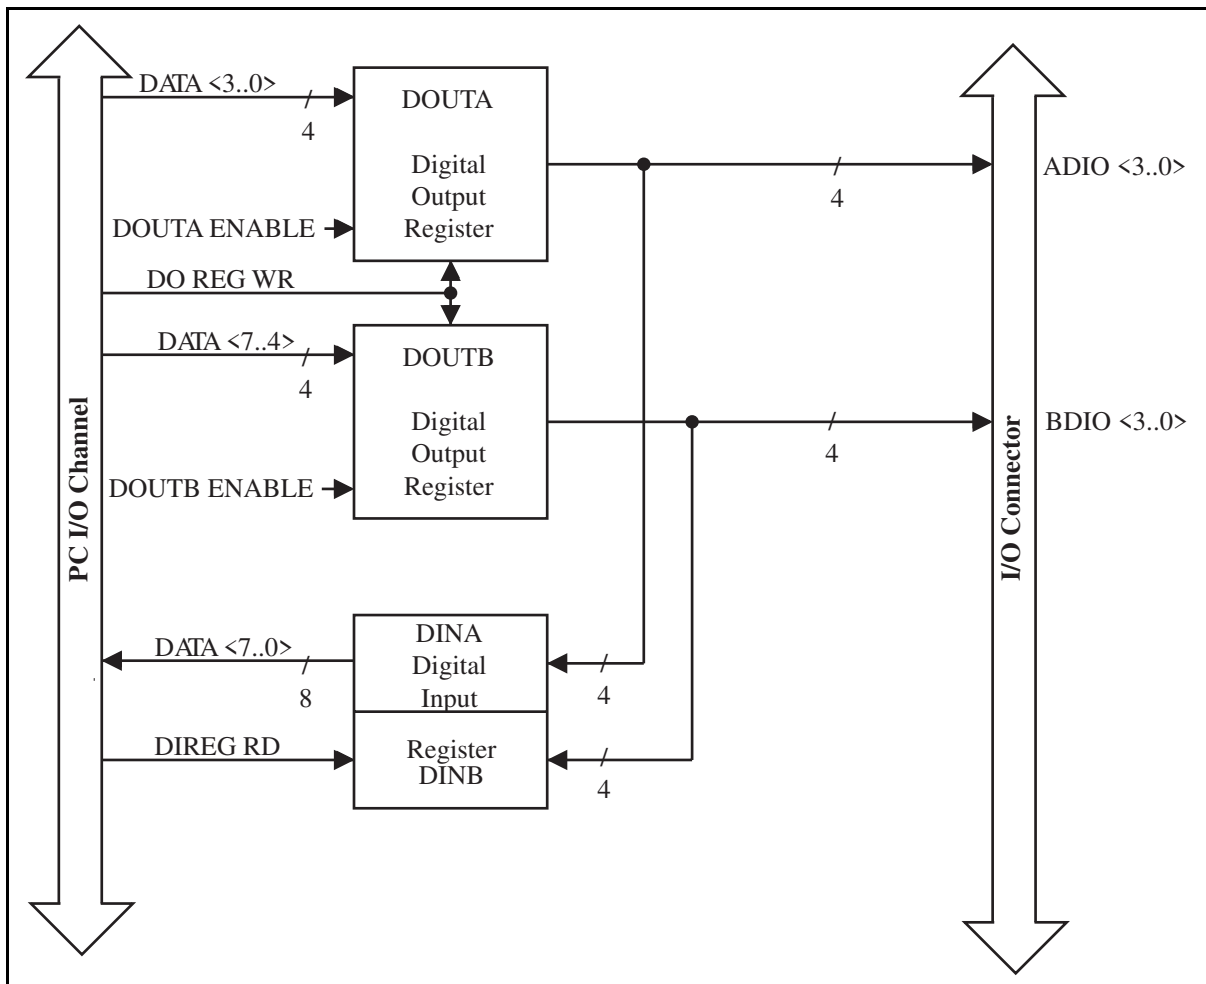 DATA <3..0>
4
DOUTA
Digital
Output
Register
DOUTA ENABLE
4
ADIO <3..0>
DO REG WR
DATA <7..4>
4
DOUTB
Digital
Output
Register
DOUTB ENABLE
4
BDIO <3..0>
PC I/O Channel
I/O Connector
DATA <7..0>
8
DINA
Digital
Input
4
DIREG RD
Register
DINB
4